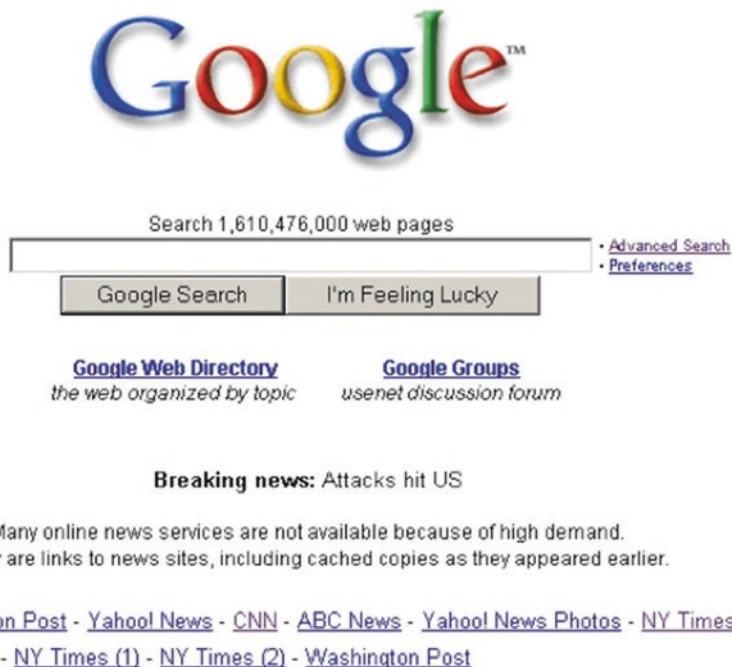 Google™
Search 1,610,476,000 web pages
• Advanced Search
• Preferences
Google Search I'm Feeling Lucky
Google Web Directory Google Groups
the web organized by topic usenet discussion forum
Breaking news: Attacks hit US
Many online news services are not available because of high demand.
are links to news sites, including cached copies as they appeared earlier.
Post - Yahoo! News - CNN - ABC News - Yahoo! News Photos - NY Times
- NY Times (1) - NY Times (2) - Washington Post